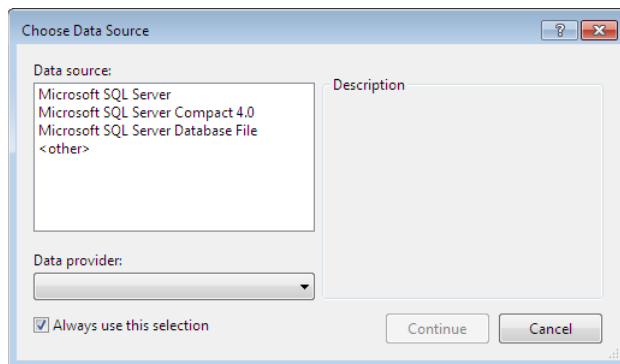 Choose Data Source
Data source:
Microsoft SQL Server
Microsoft SQL Server Compact 4.0
Microsoft SQL Server Database File
<other>
Description
Data provider:
Always use this selection
Continue
Cancel